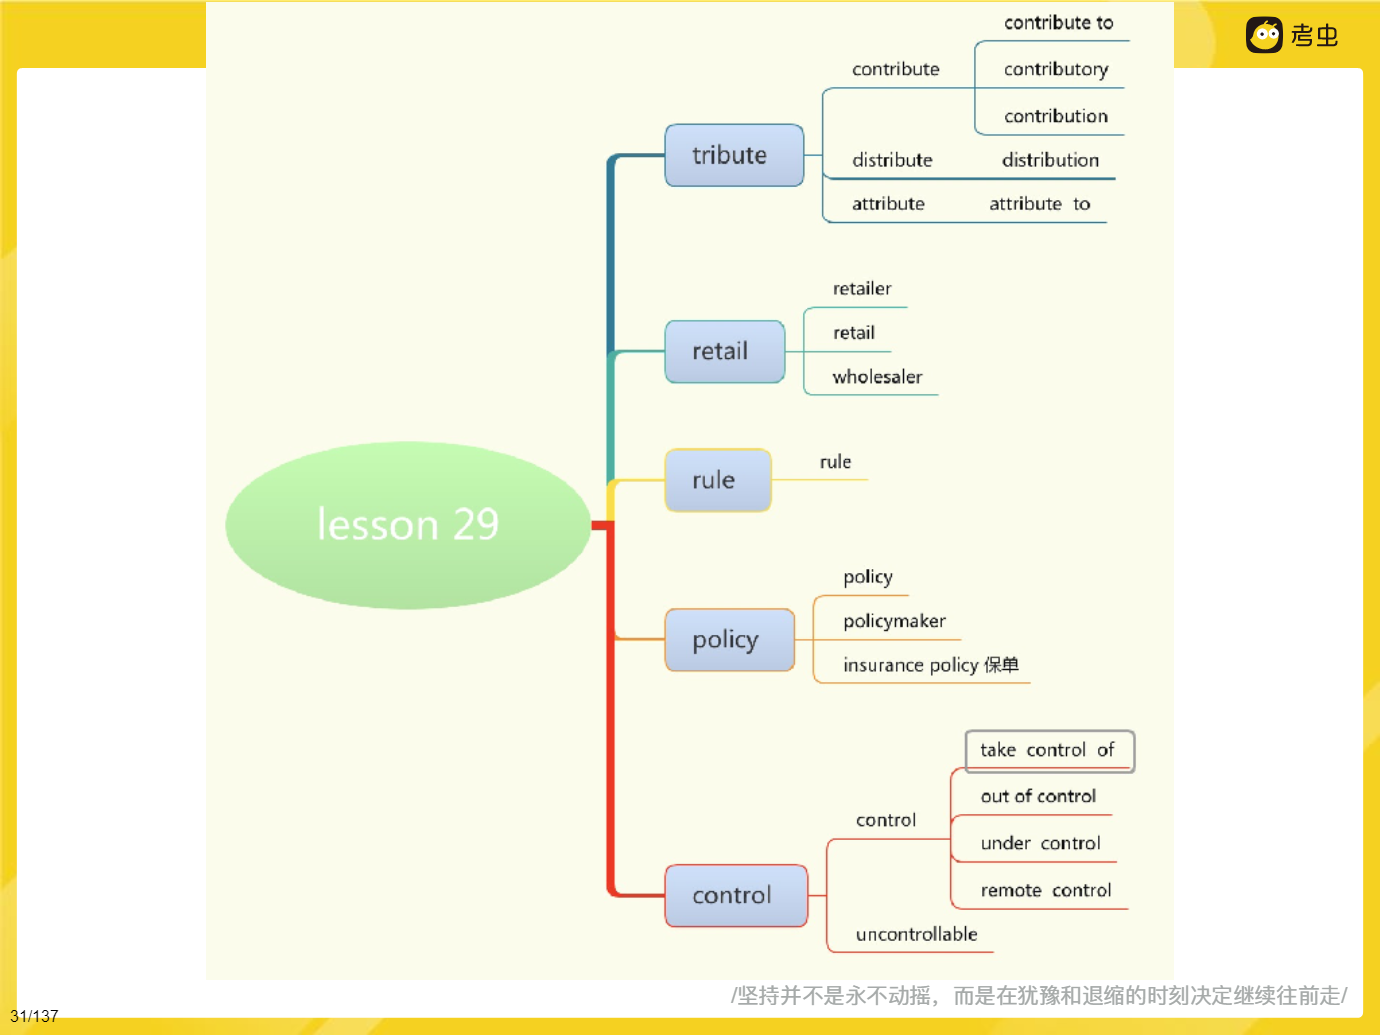 考虫
contribute to
contribute
contributory
contribution
tribute
distribute distribution
attribute attribute to
retailer
retail
retail
wholesaler
rule
rule
lesson 29
policy
policy
policymaker
insurance policy 保单
take control of
out of control
control
under control
remote control
control
uncontrollable
/坚持并不是永不动摇，而是在犹豫和退缩的时刻决定继续往前走/
31/137